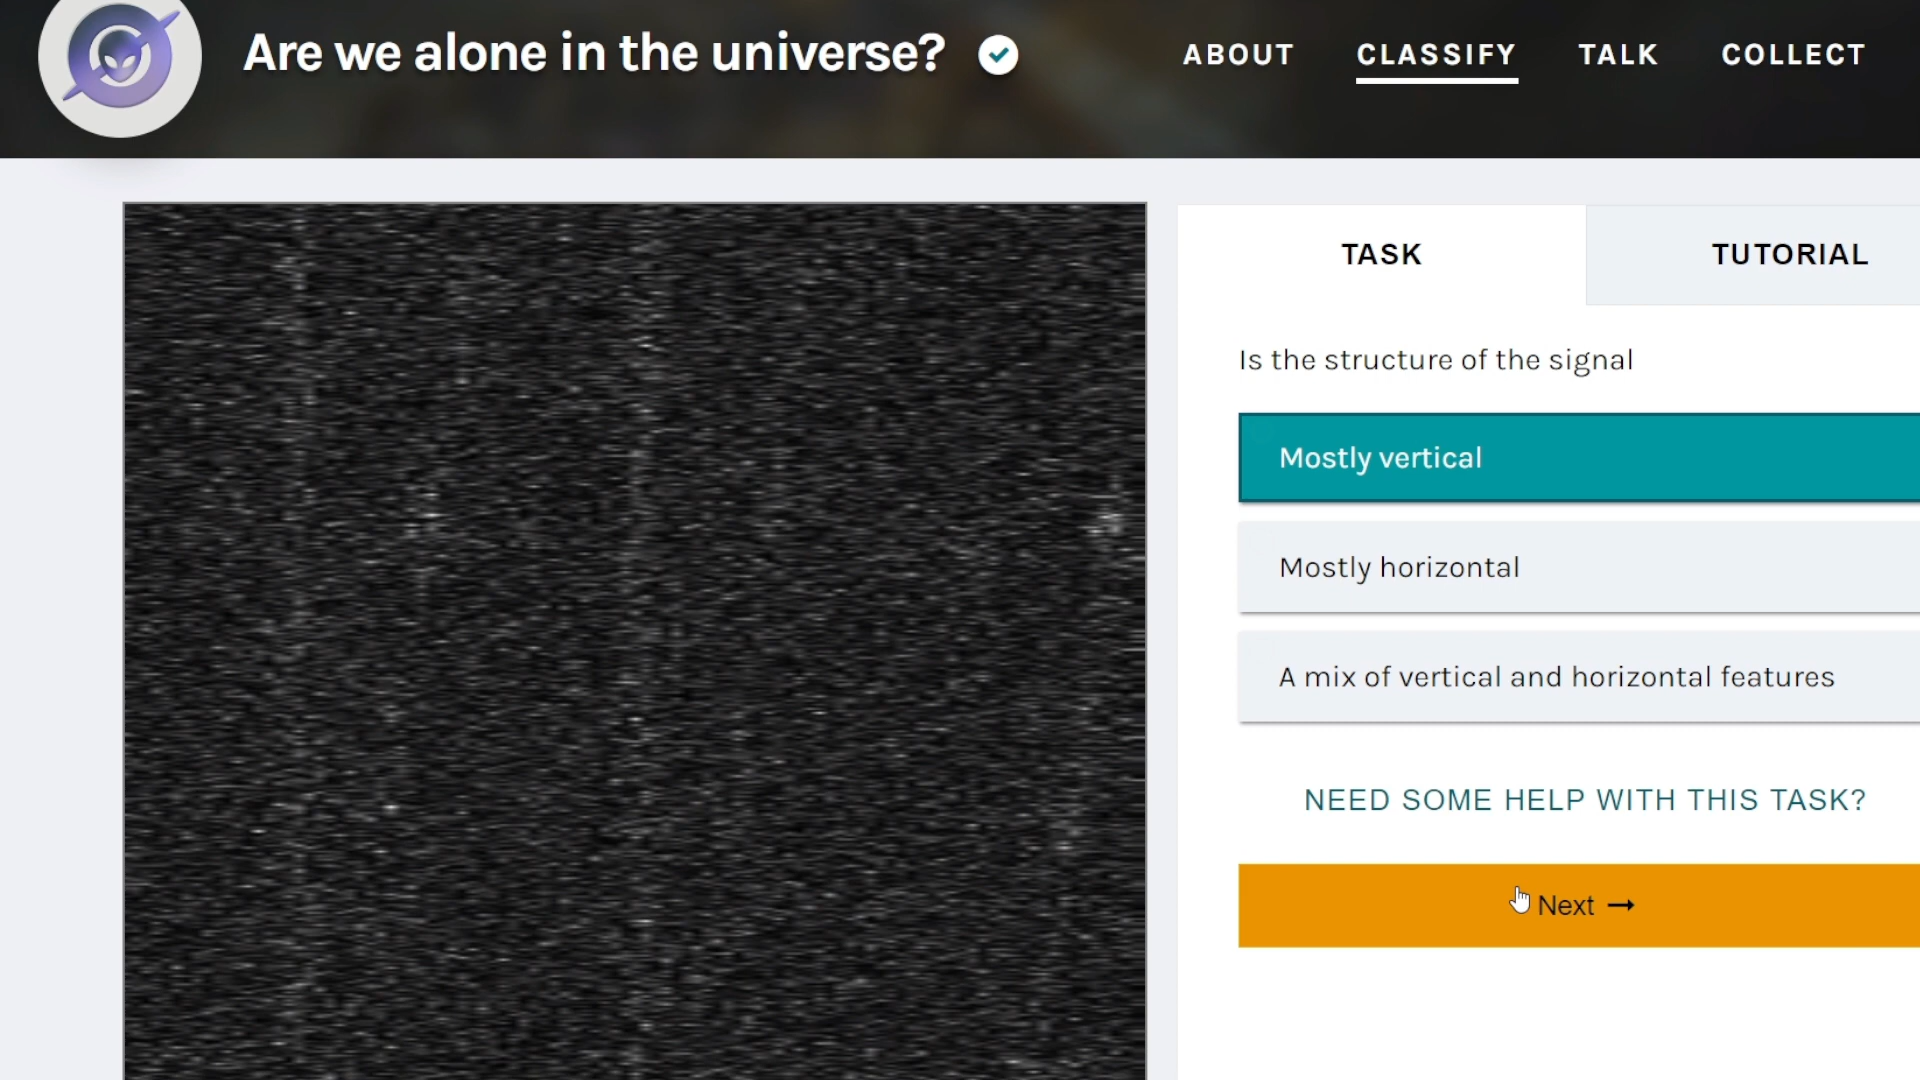 Are we alone in the universe?
ABOUT CLASSIFY TALK COLLECT
TASK TUTORIAL
Is the structure of the signal
Mostly vertical
Mostly horizontal
A mix of vertical and horizontal features
NEED SOME HELP WITH THIS TASK?
Next →